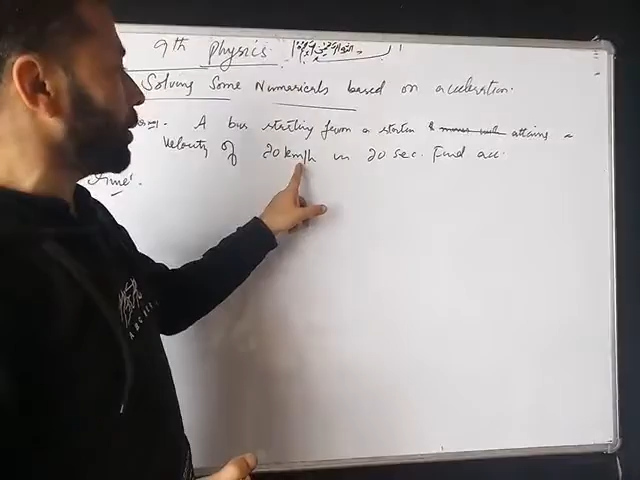 9th physics.
Solving Some Numericals based on acceleration.
A bus starting from a station & attains a
Velocity of 20 km/h in 20 sec. Find acc.
time'.